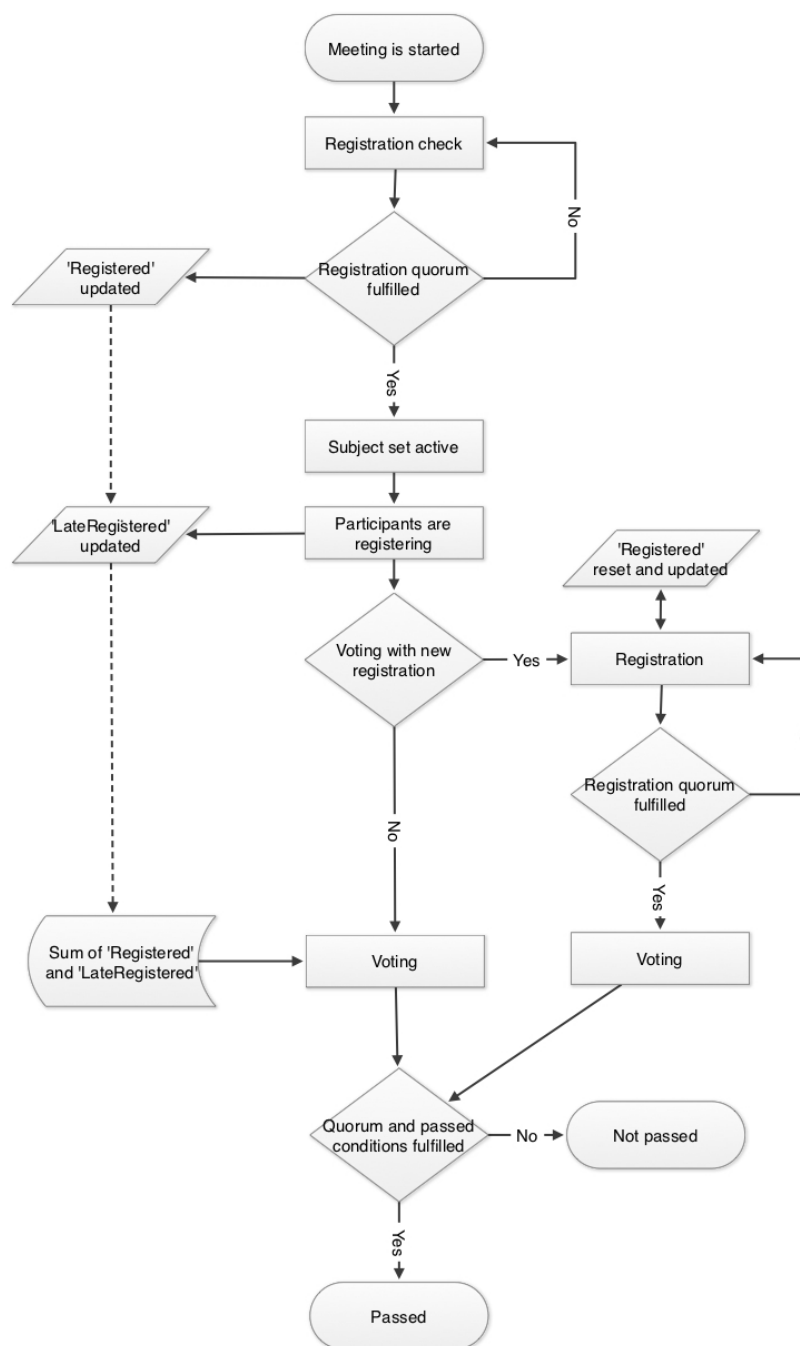 Meeting is started
Registration check
No
Registration quorum
fulfilled
'Registered'
updated
Yes
Subject set active
Participants are
registering
'LateRegistered'
updated
'Registered'
reset and updated
Voting with new
registration
Yes
Registration
Registration quorum
fulfilled
No
Yes
Sum of 'Registered'
and 'LateRegistered'
Voting
Voting
Quorum and passed
conditions fulfilled
No
Not passed
Yes
Passed